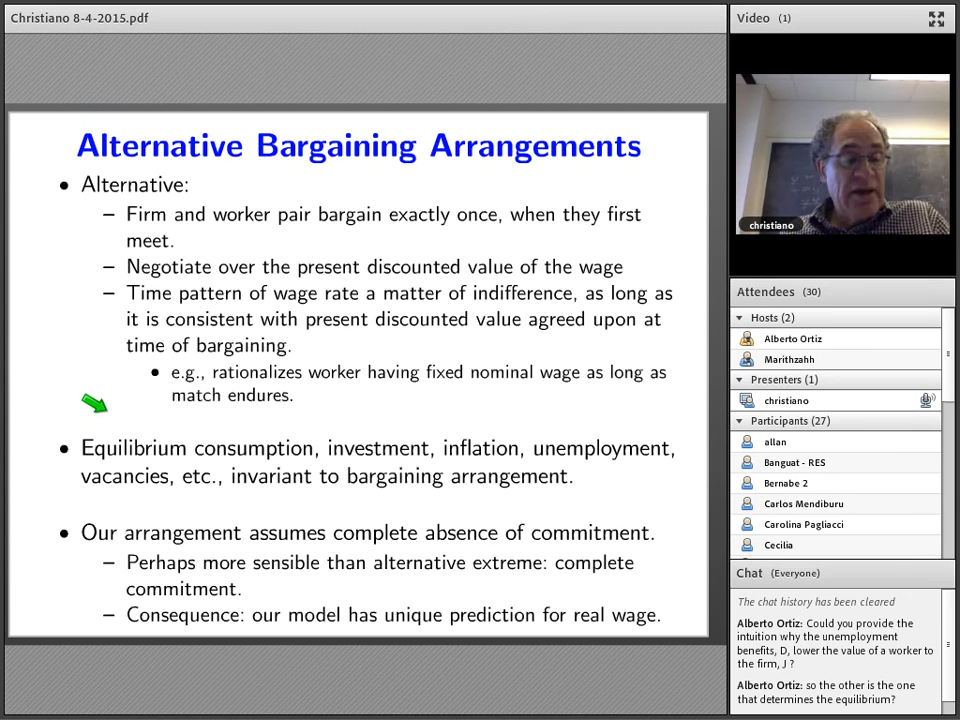 Christiano 8-4-2015.pdf
Alternative Bargaining Arrangements
• Alternative:
– Firm and worker pair bargain exactly once, when they first
meet.
– Negotiate over the present discounted value of the wage
– Time pattern of wage rate a matter of indifference, as long as
it is consistent with present discounted value agreed upon at
time of bargaining.
• e.g., rationalizes worker having fixed nominal wage as long as
match endures.
• Equilibrium consumption, investment, inflation, unemployment,
vacancies, etc., invariant to bargaining arrangement.
• Our arrangement assumes complete absence of commitment.
– Perhaps more sensible than alternative extreme: complete
commitment.
– Consequence: our model has unique prediction for real wage.
Video (1)
christiano
Attendees (30)
Hosts (2)
Alberto Ortiz
Marithzahh
Presenters (1)
christiano
Participants (27)
allan
Banguat - RES
Bernabe 2
Carlos Mendiburu
Carolina Pagliacci
Cecilia
Chat (Everyone)
The chat history has been cleared
Alberto Ortiz: Could you provide the
intuition why the unemployment
benefits, D, lower the value of a worker to
the firm, J ?
Alberto Ortiz: so the other is the one
that determines the equilibrium?